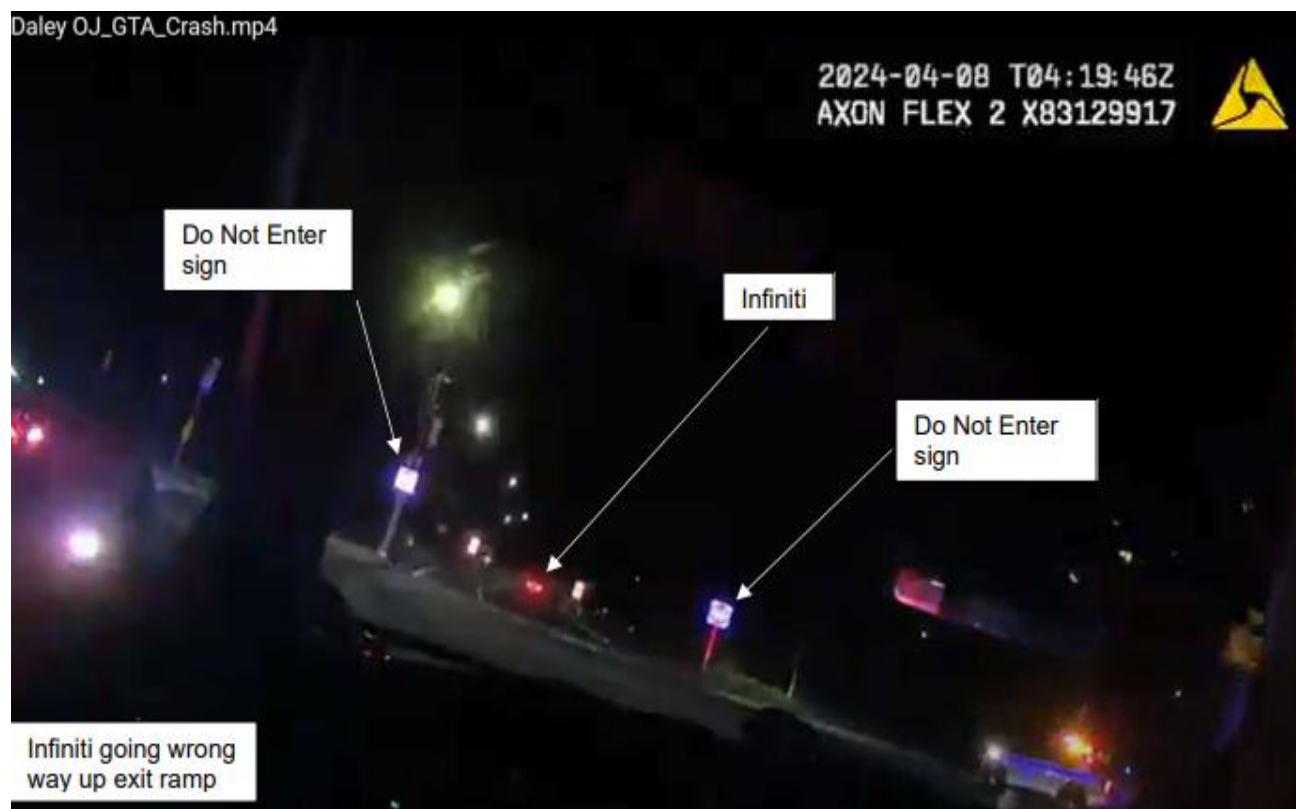 Daley OJ_GTA_Crash.mp4
2024-04-08 T04:19:46Z
AXON FLEX 2 X83129917
Do Not Enter
sign
Infiniti
Do Not Enter
sign
Infiniti going wrong
way up exit ramp